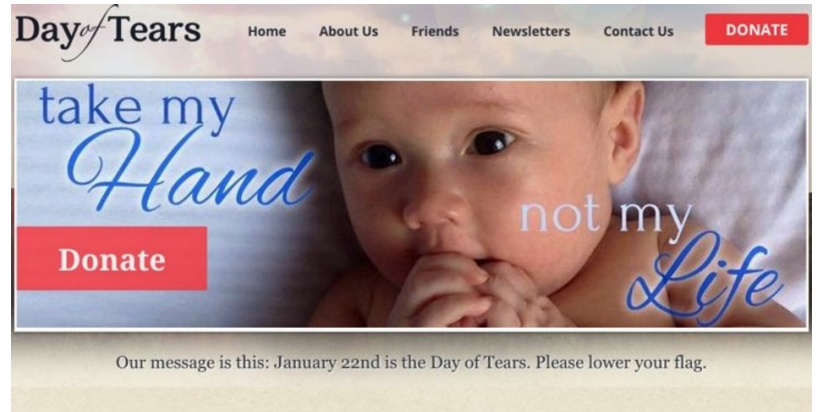 Day of Tears
Home About Us Friends Newsletters Contact Us DONATE
take my
Hand
not my
Life
Donate
Our message is this: January 22nd is the Day of Tears. Please lower your flag.